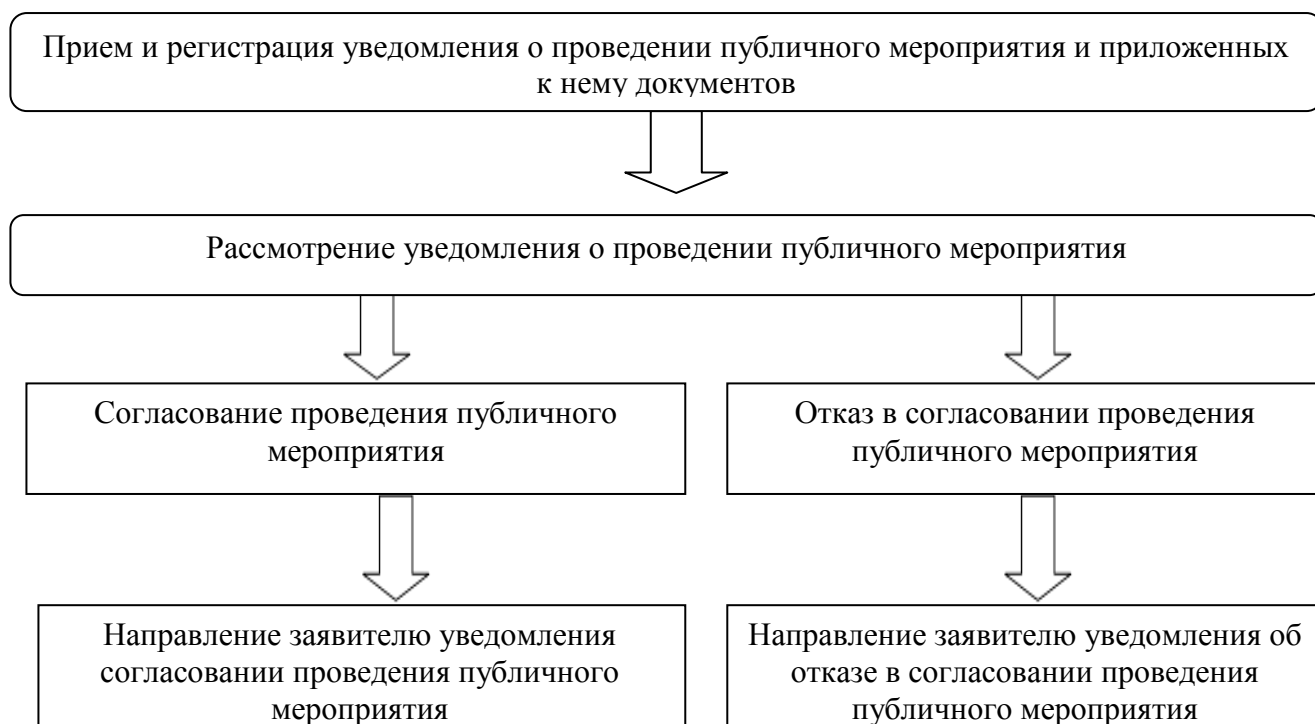 Прием и регистрация уведомления о проведении публичного мероприятия и приложенных
к нему документов
Рассмотрение уведомления о проведении публичного мероприятия
Согласование проведения публичного
мероприятия
Отказ в согласовании проведения
публичного мероприятия
Направление заявителю уведомления
согласовании проведения публичного
мероприятия
Направление заявителю уведомления об
отказе в согласовании проведения
публичного мероприятия